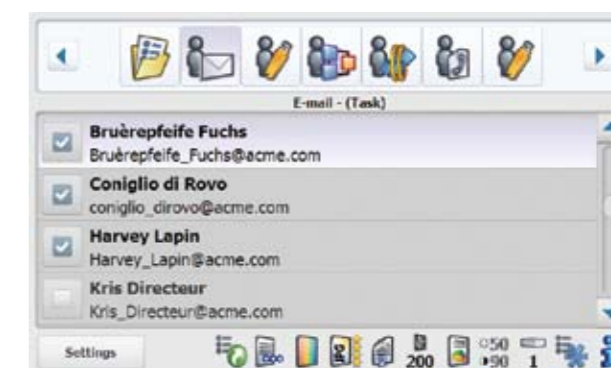 E-mail - (Task)
Bruèrepfeife Fuchs
Bruèrepfeife_Fuchs@acme.com
Coniglio di Rovo
coniglio_dirovo@acme.com
Harvey Lapin
Harvey_Lapin@acme.com
Kris Directeur
Kris_Directeur@acme.com
Settings
200
50
90
1